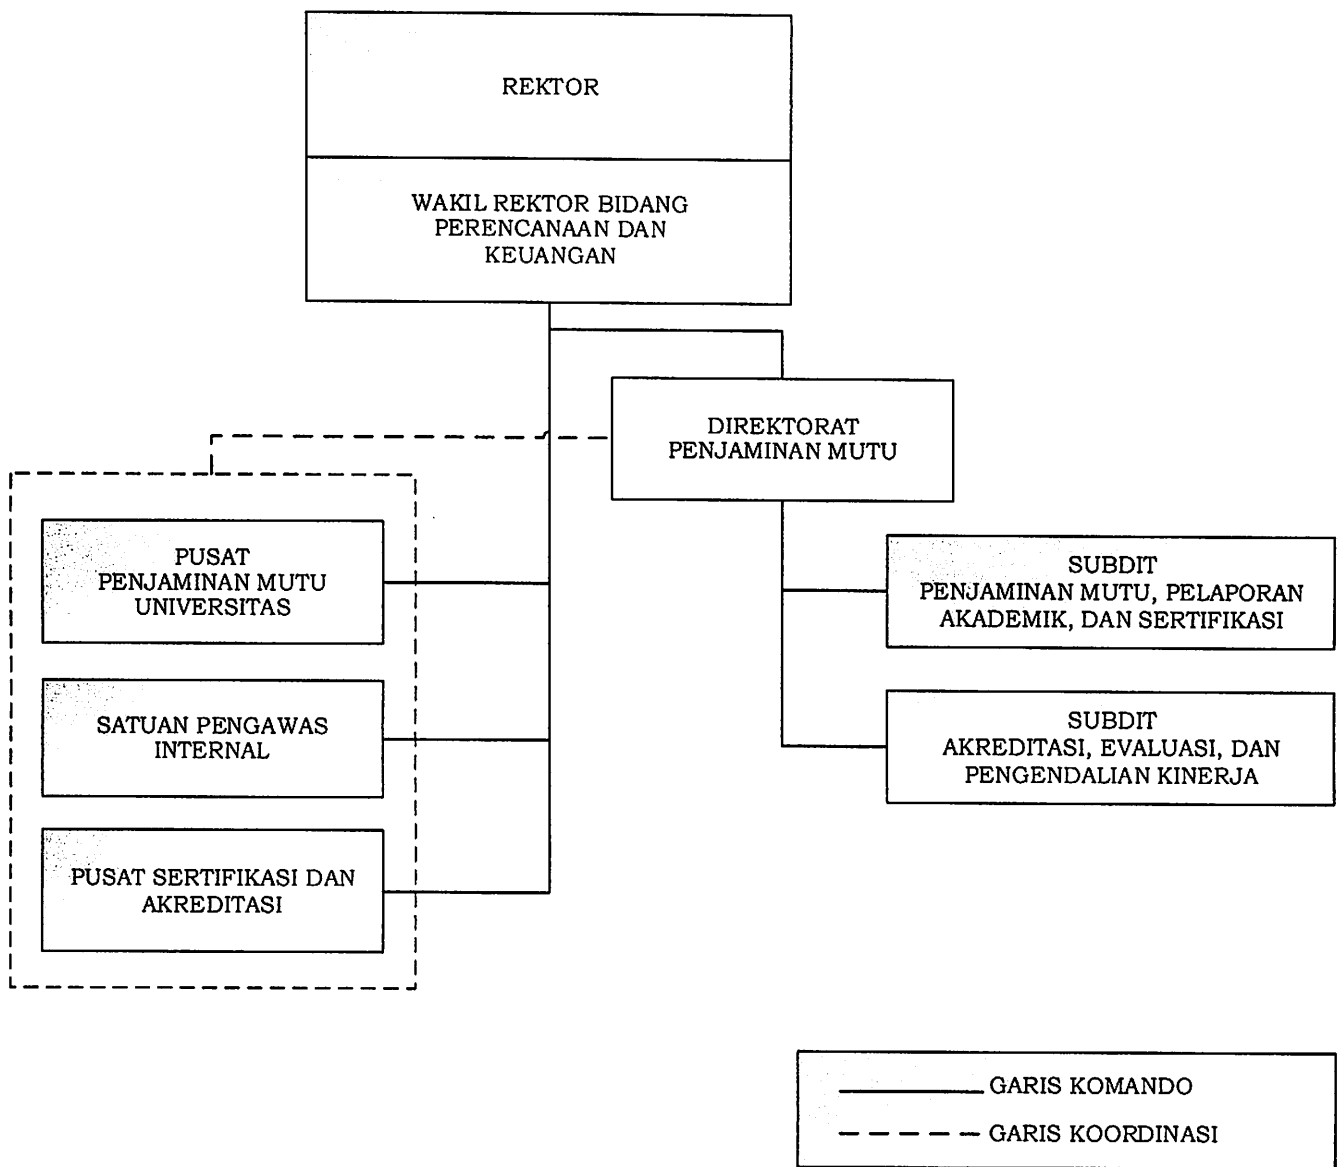 REKTOR
WAKIL REKTOR BIDANG
PERENCANAAN DAN
KEUANGAN
DIREKTORAT
PENJAMINAN MUTU
PUSAT
PENJAMINAN MUTU
UNIVERSITAS
SATUAN PENGAWAS
INTERNAL
PUSAT SERTIFIKASI DAN
AKREDITASI
SUBDIT
PENJAMINAN MUTU, PELAPORAN
AKADEMIK, DAN SERTIFIKASI
SUBDIT
AKREDITASI, EVALUASI, DAN
PENGENDALIAN KINERJA
GARIS KOMANDO
GARIS KOORDINASI